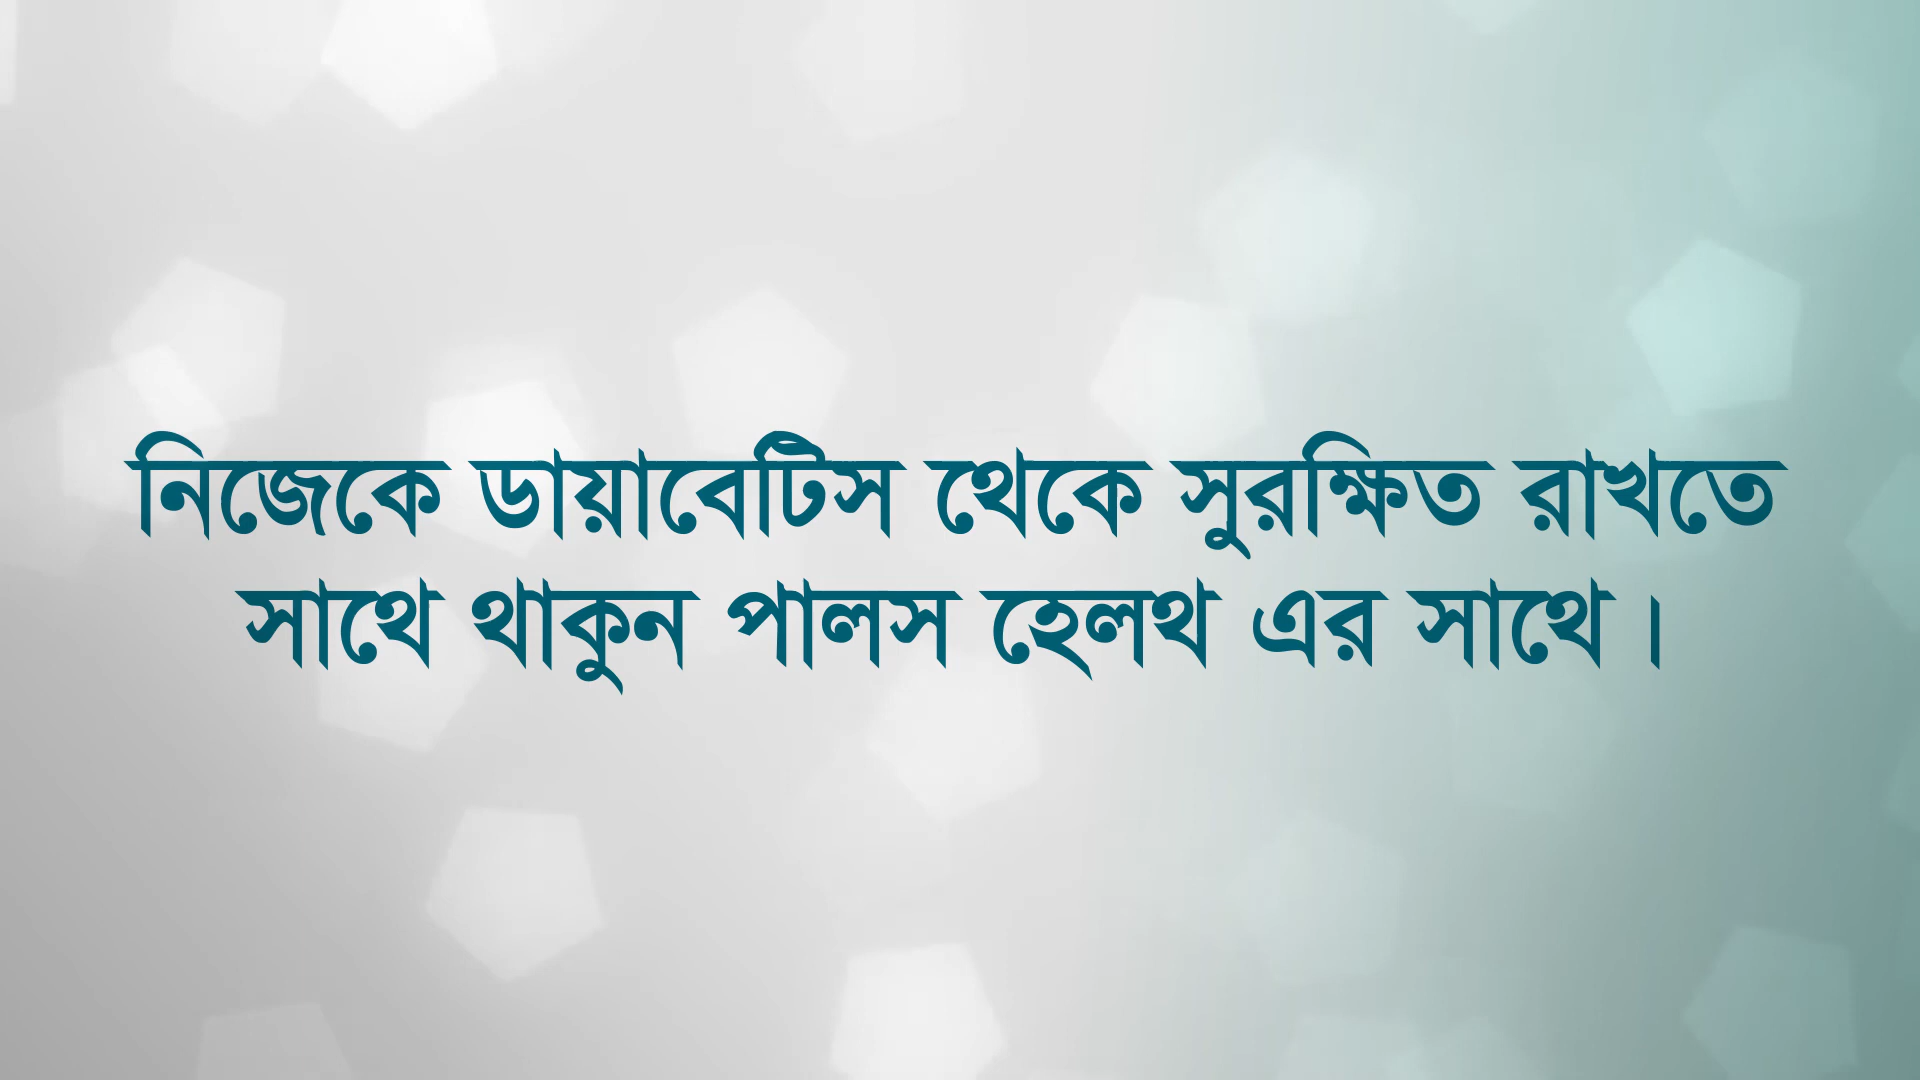 নিজেকে ডায়াবেটিস থেকে সুরক্ষিত রাখতে
সাথে থাকুন পালস হেলথ এর সাথে।